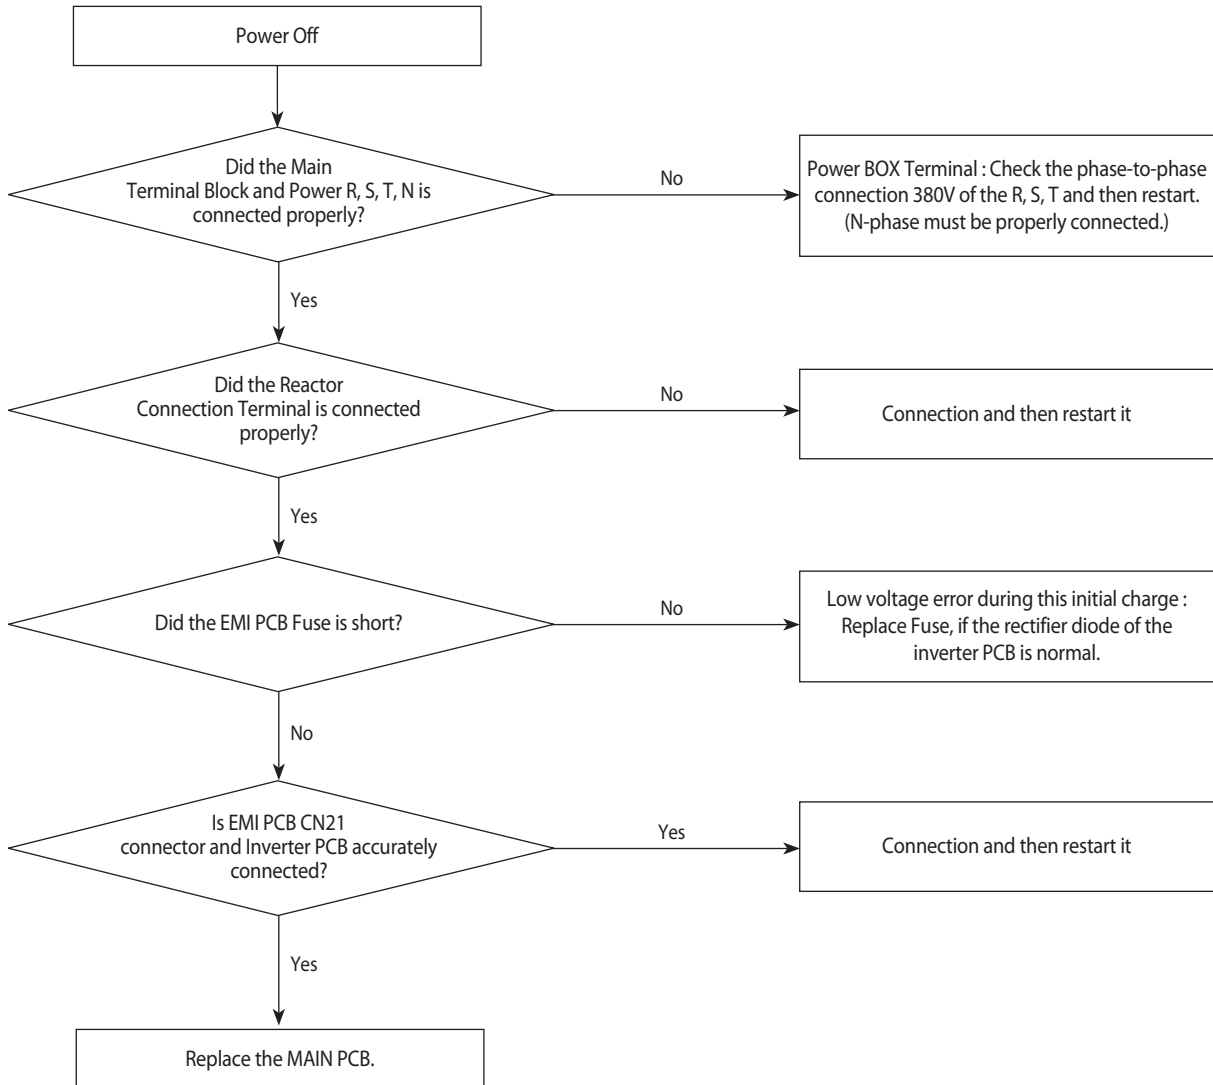 Power Off
Did the Main
Terminal Block and Power R, S, T, N is
connected properly?
No
Power BOX Terminal : Check the phase-to-phase
connection 380V of the R, S, T and then restart.
(N-phase must be properly connected.)
Yes
Did the Reactor
Connection Terminal is connected
properly?
No
Connection and then restart it
Yes
Did the EMI PCB Fuse is short?
No
Low voltage error during this initial charge :
Replace Fuse, if the rectifier diode of the
inverter PCB is normal.
No
Is EMI PCB CN21
connector and Inverter PCB accurately
connected?
Yes
Connection and then restart it
Yes
Replace the MAIN PCB.